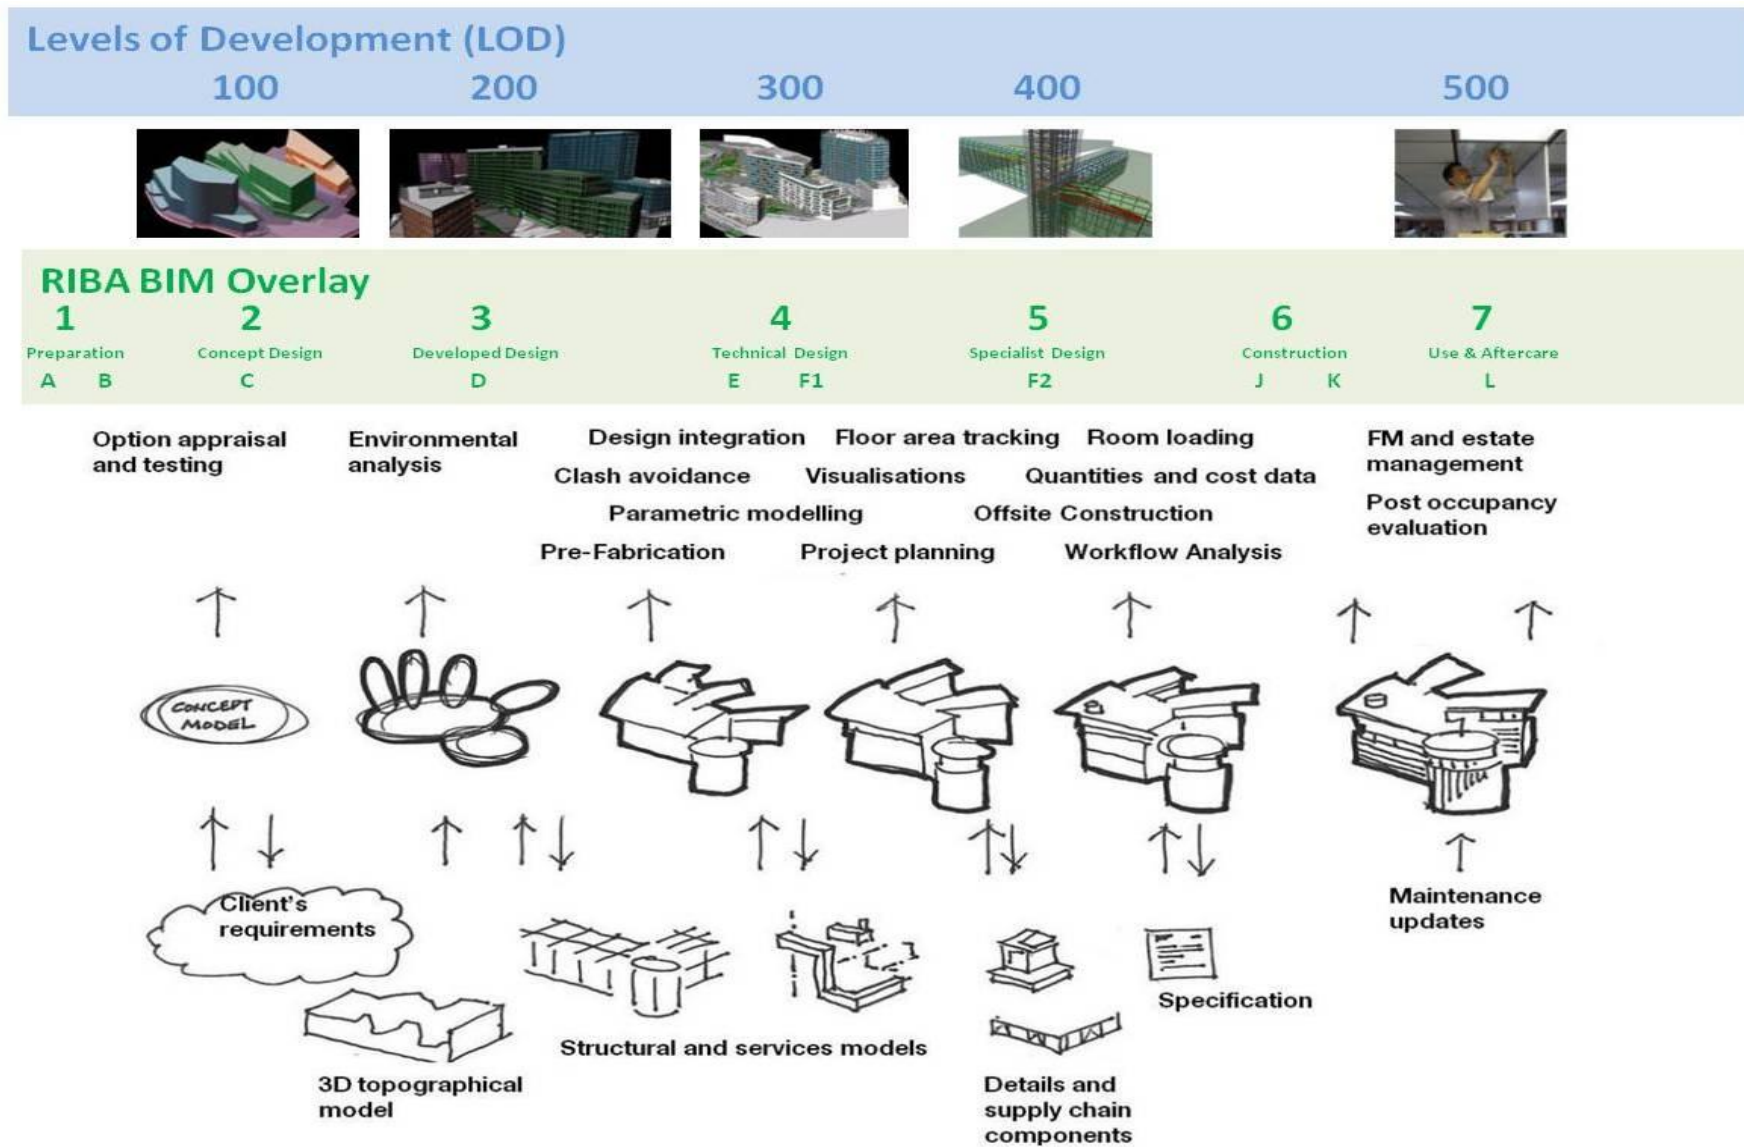 Levels of Development (LOD)
100 200 300 400 500
RIBA BIM Overlay
1 2 3 4 5 6 7
Preparation Concept Design Developed Design Technical Design Specialist Design Construction Use & Aftercare
A B C D E F1 F2 J K L
Option appraisal
and testing
Environmental
analysis
Design integration Floor area tracking Room loading
Clash avoidance Visualisations Quantities and cost data
Parametric modelling Offsite Construction
Pre-Fabrication Project planning Workflow Analysis
FM and estate
management
Post occupancy
evaluation
CONCEPT
MODEL
Client's
requirements
3D topographical
model
Structural and services models
Details and
supply chain
components
Specification
Maintenance
updates